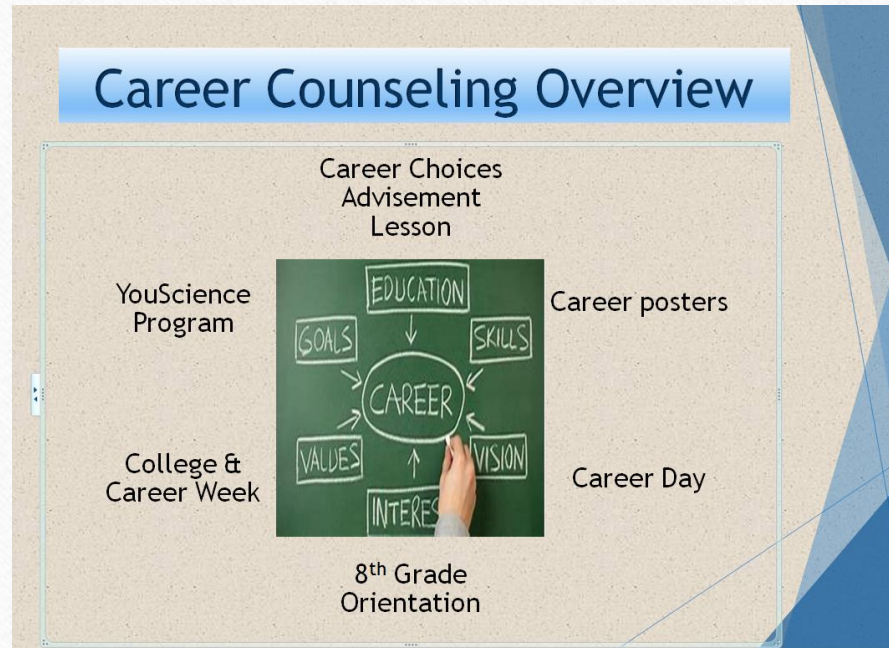 Career Counseling Overview
Career Choices
Advisement
Lesson
YouScience
Program
Career posters
EDUCATION
GOALS
SKILLS
CAREER
VALUES
VISION
INTERES
College &
Career Week
Career Day
8th Grade
Orientation